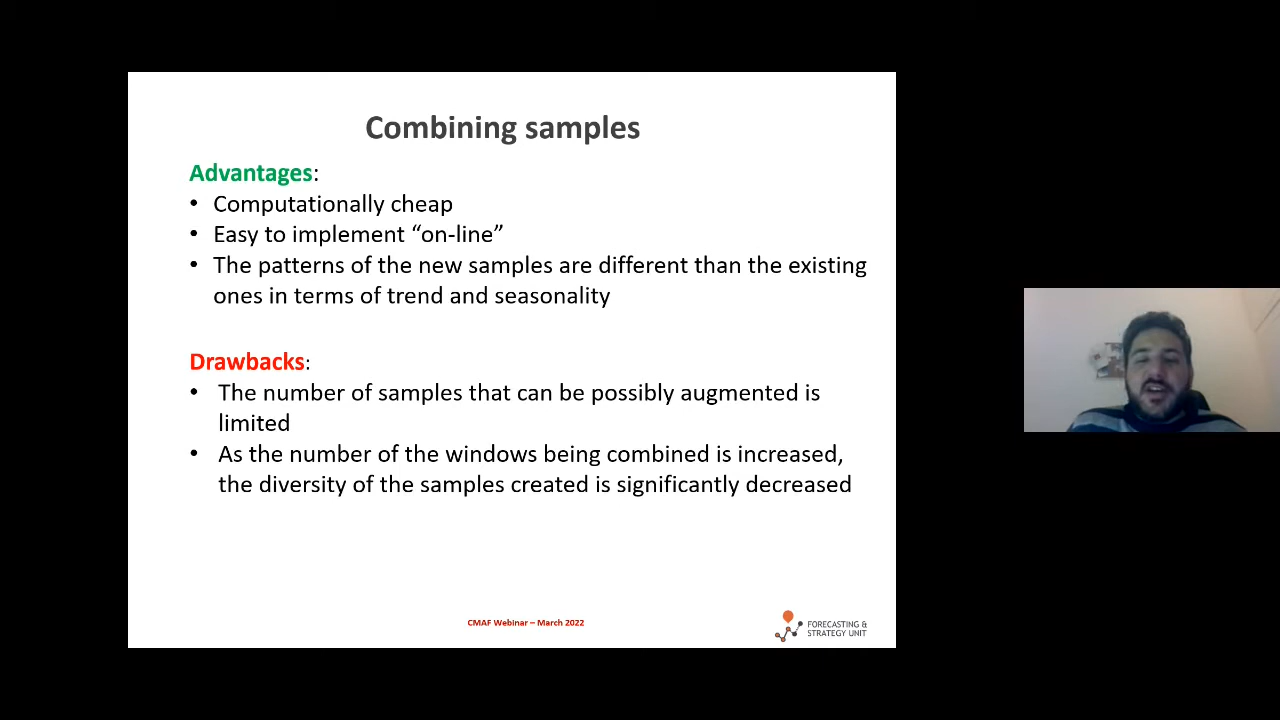 Combining samples
Advantages:
• Computationally cheap
• Easy to implement “on-line”
• The patterns of the new samples are different than the existing
ones in terms of trend and seasonality
Drawbacks:
• The number of samples that can be possibly augmented is
limited
• As the number of the windows being combined is increased,
the diversity of the samples created is significantly decreased
CMAF Webinar – March 2022
FORECASTING &
STRATEGY UNIT